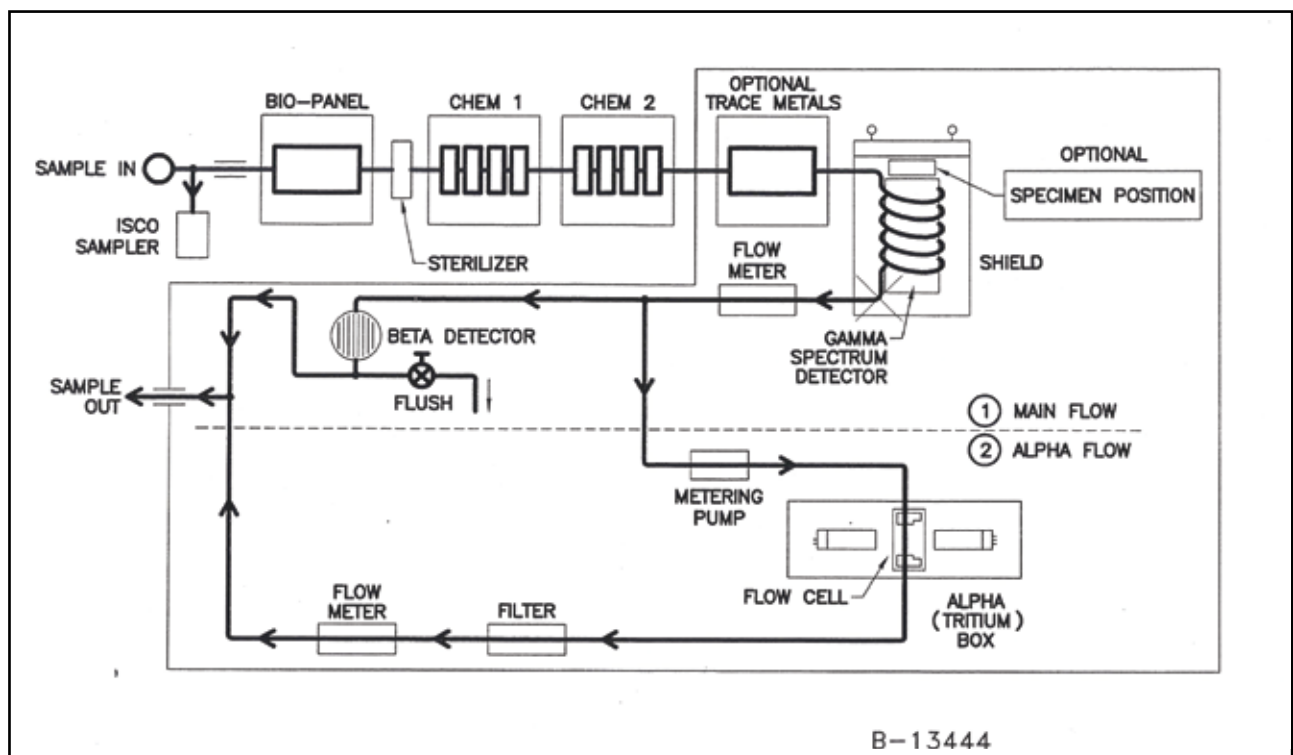 BIO-PANEL
CHEM 1
CHEM 2
OPTIONAL
TRACE METALS
SAMPLE IN
ISCO
SAMPLER
STERILIZER
OPTIONAL
SPECIMEN POSITION
SHIELD
FLOW
METER
GAMMA
SPECTRUM
DETECTOR
BETA DETECTOR
FLUSH
SAMPLE
OUT
1 MAIN FLOW
2 ALPHA FLOW
METERING
PUMP
FLOW CELL
ALPHA
(TRITIUM)
BOX
FLOW
METER
FILTER
B-13444